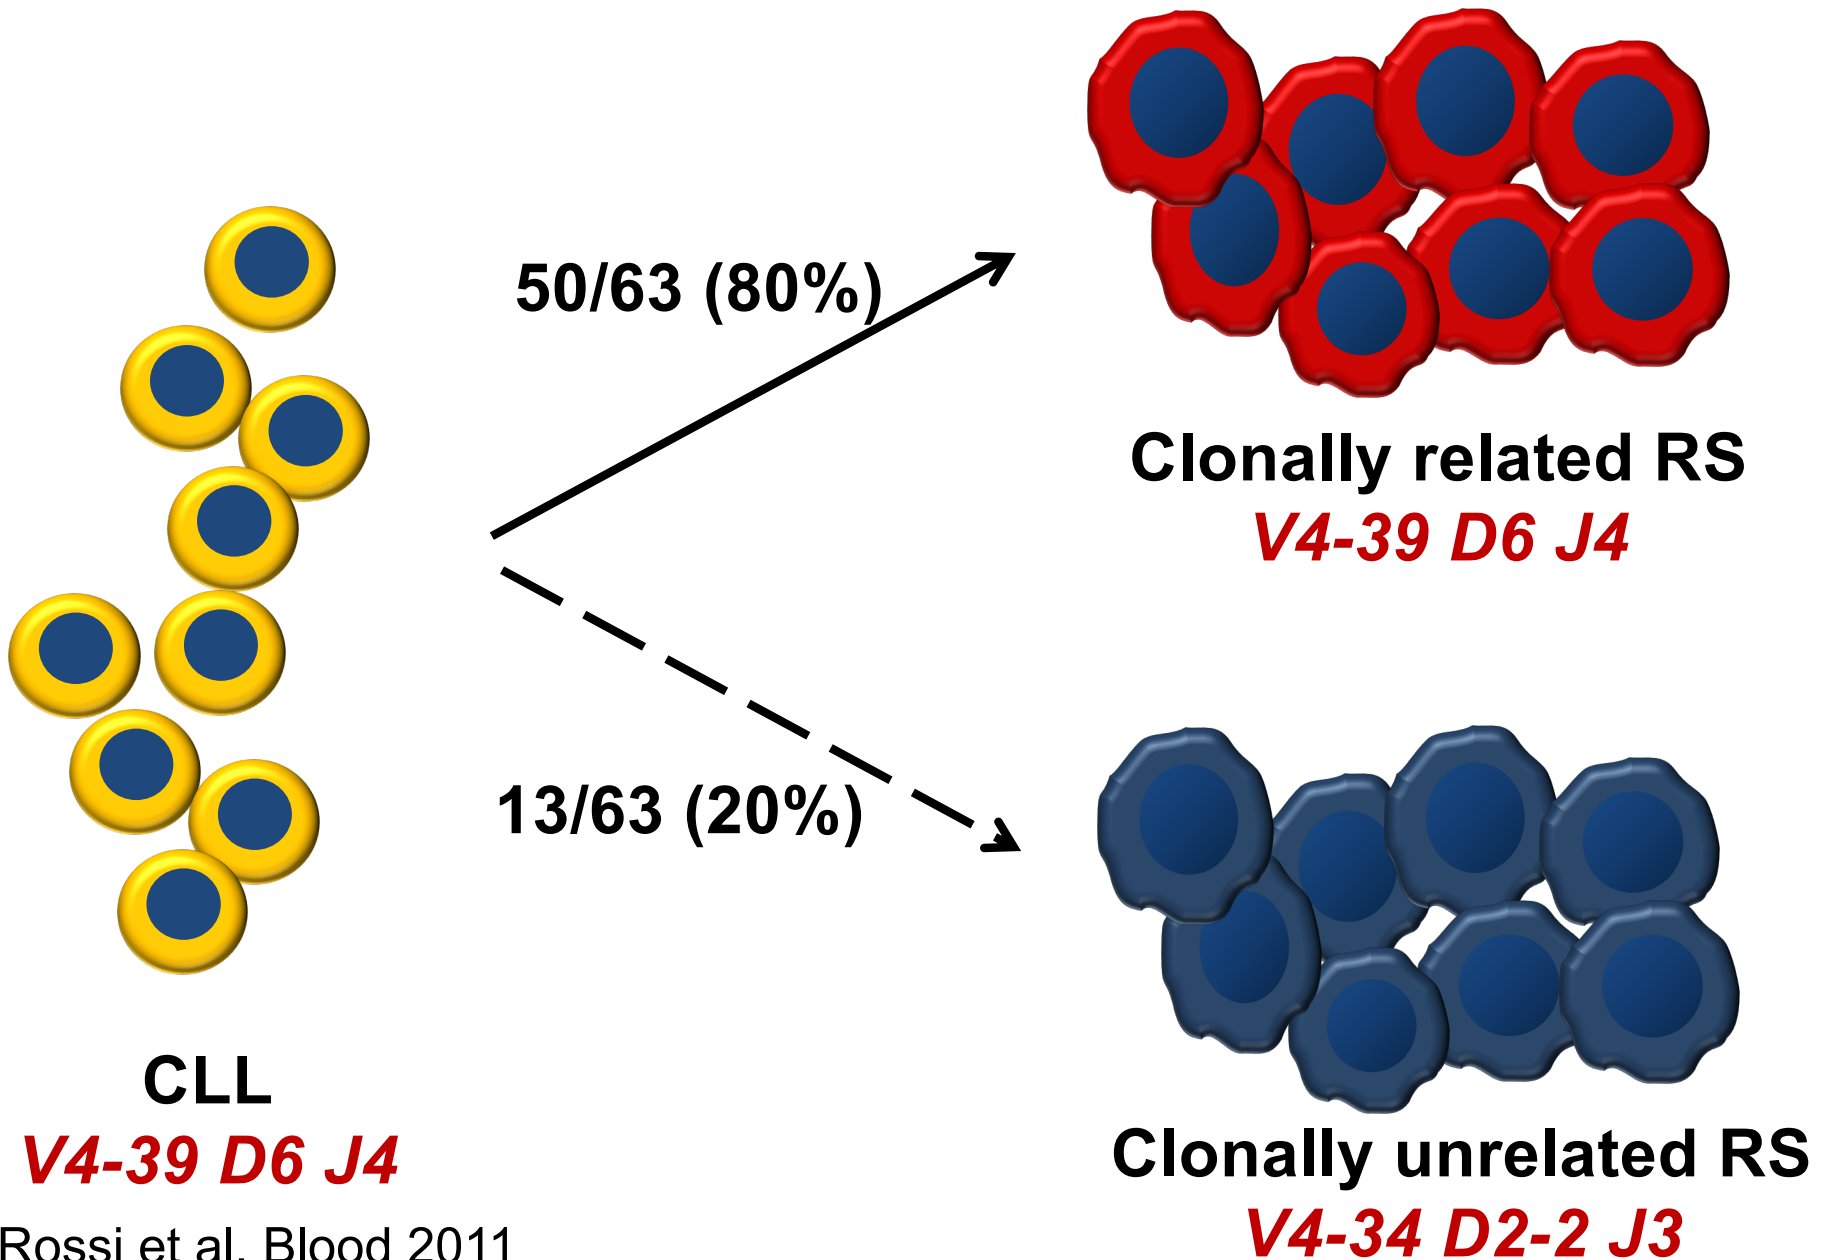 50/63 (80%)
Clonally related RS
V4-39 D6 J4
13/63 (20%)
CLL
V4-39 D6 J4
Rossi et al. Blood 2011
Clonally unrelated RS
V4-34 D2-2 J3